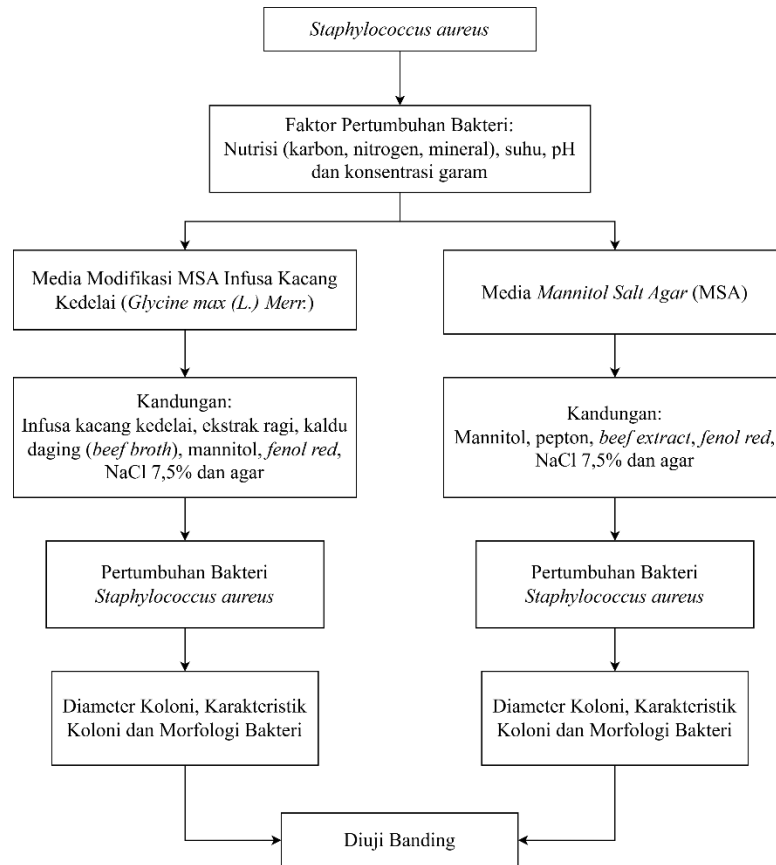 Staphylococcus aureus
Faktor Pertumbuhan Bakteri:
Nutrisi (karbon, nitrogen, mineral), suhu, pH
dan konsentrasi garam
Media Modifikasi MSA Infusa Kacang
Kedelai (Glycine max (L.) Merr.)
Media Mannitol Salt Agar (MSA)
Kandungan:
Infusa kacang kedelai, ekstrak ragi, kaldu
daging (beef broth), mannitol, fenol red,
NaCl 7,5% dan agar
Kandungan:
Mannitol, pepton, beef extract, fenol red,
NaCl 7,5% dan agar
Pertumbuhan Bakteri
Staphylococcus aureus
Pertumbuhan Bakteri
Staphylococcus aureus
Diameter Koloni, Karakteristik
Koloni dan Morfologi Bakteri
Diameter Koloni, Karakteristik
Koloni dan Morfologi Bakteri
Diuji Banding